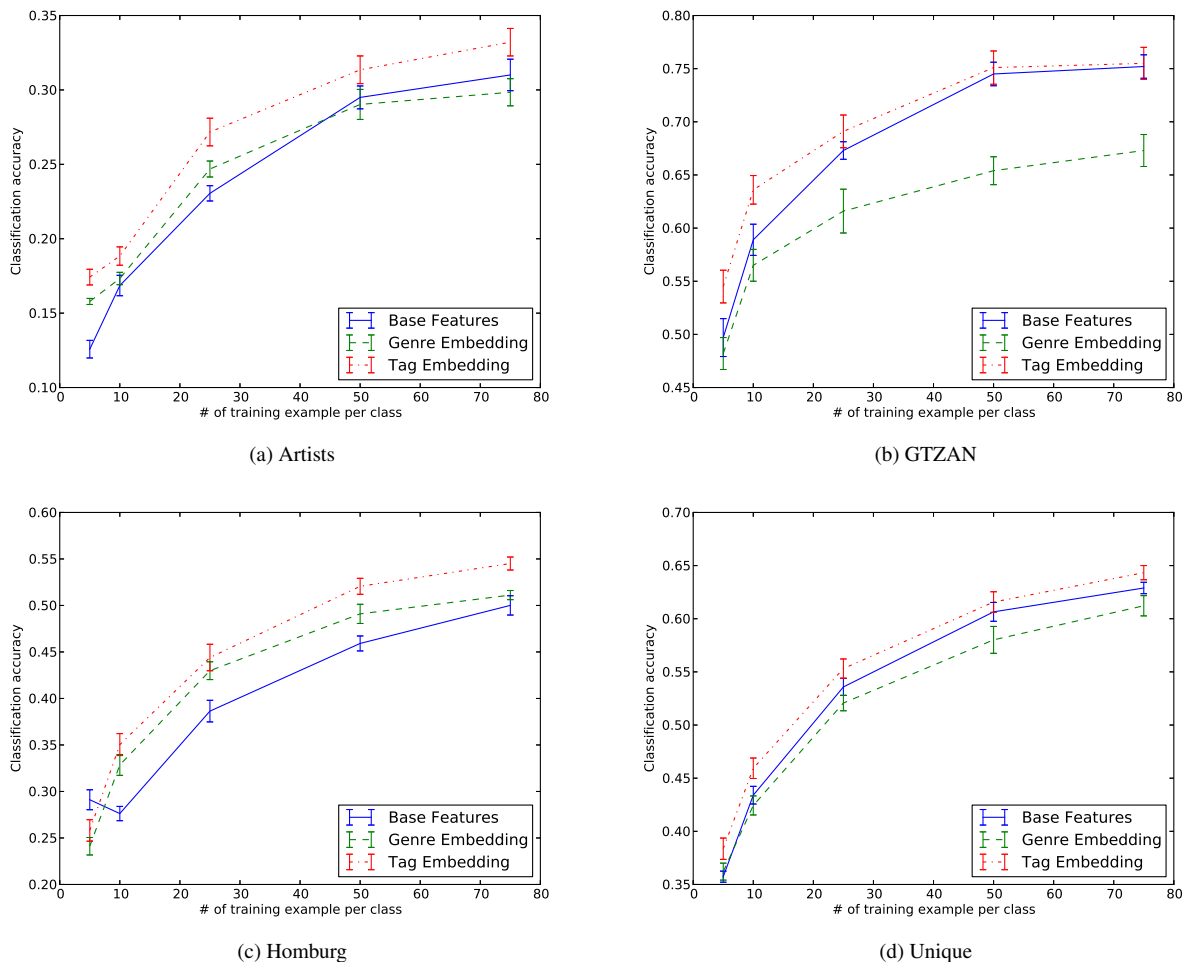 0.35
0.30
0.25
0.20
0.15
0.10
Classification accuracy
0 10 20 30 40 50 60 70 80
# of training example per class
Base Features
Genre Embedding
Tag Embedding
(a) Artists
0.80
0.75
0.70
0.65
0.60
0.55
0.50
0.45
Classification accuracy
0 10 20 30 40 50 60 70 80
# of training example per class
Base Features
Genre Embedding
Tag Embedding
(b) GTZAN
0.60
0.55
0.50
0.45
0.40
0.35
0.30
0.25
0.20
Classification accuracy
0 10 20 30 40 50 60 70 80
# of training example per class
Base Features
Genre Embedding
Tag Embedding
(c) Homburg
0.70
0.65
0.60
0.55
0.50
0.45
0.40
0.35
Classification accuracy
0 10 20 30 40 50 60 70 80
# of training example per class
Base Features
Genre Embedding
Tag Embedding
(d) Unique